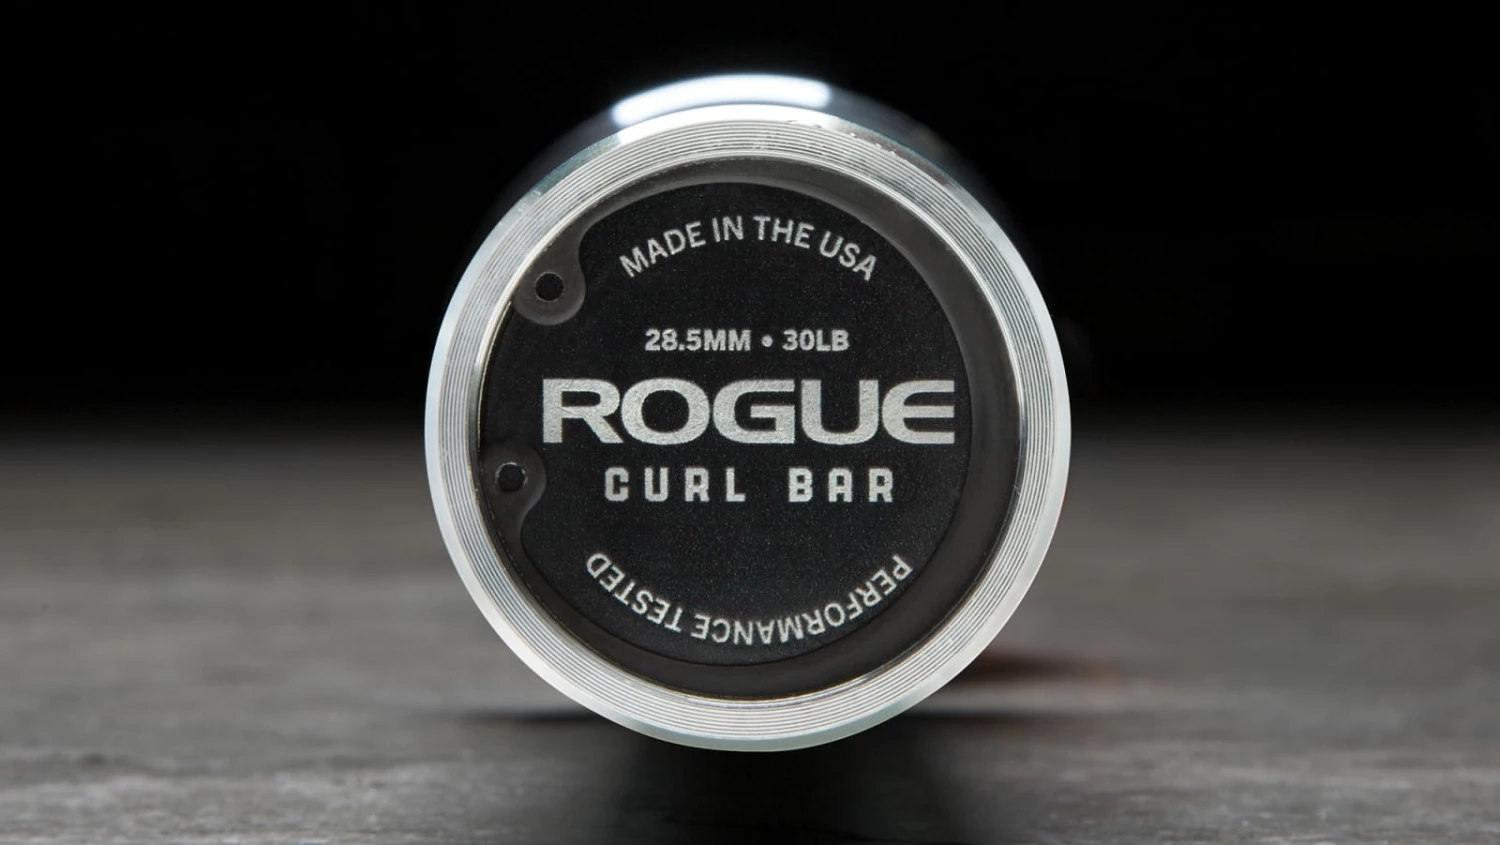 MADE IN THE USA
28.5MM • 30LB
ROGUE
CURL BAR
PERFORMANCE TESTED